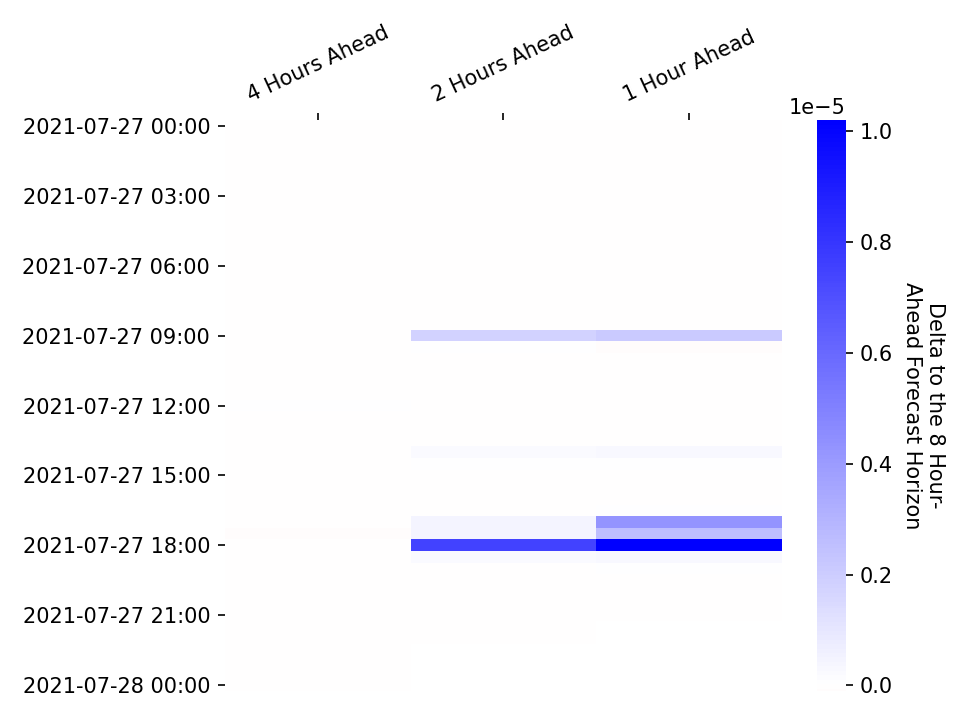 4 Hours Ahead
2 Hours Ahead
1 Hour Ahead
1e−5
2021-07-27 00:00
2021-07-27 03:00
2021-07-27 06:00
2021-07-27 09:00
2021-07-27 12:00
2021-07-27 15:00
2021-07-27 18:00
2021-07-27 21:00
2021-07-28 00:00
1.0
0.8
0.6
0.4
0.2
0.0
Delta to the 8 Hour-
Ahead Forecast Horizon